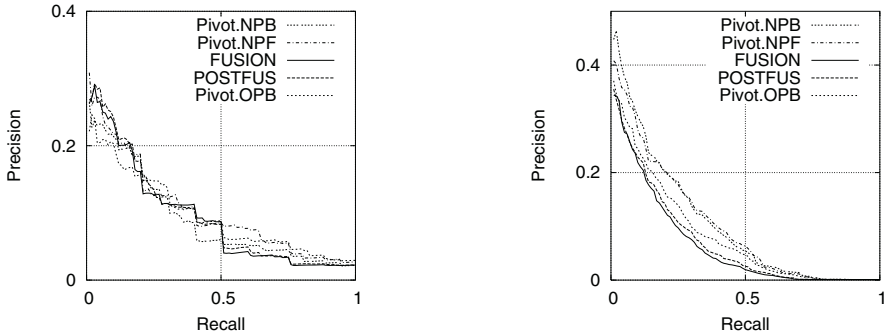 0.4
0.2
0
Precision
0
0.5
1
Recall
Pivot.NPB
Pivot.NPF
FUSION
POSTFUS
Pivot.OPB
0.4
0.2
0
Precision
0
0.5
1
Recall
Pivot.NPB
Pivot.NPF
FUSION
POSTFUS
Pivot.OPB